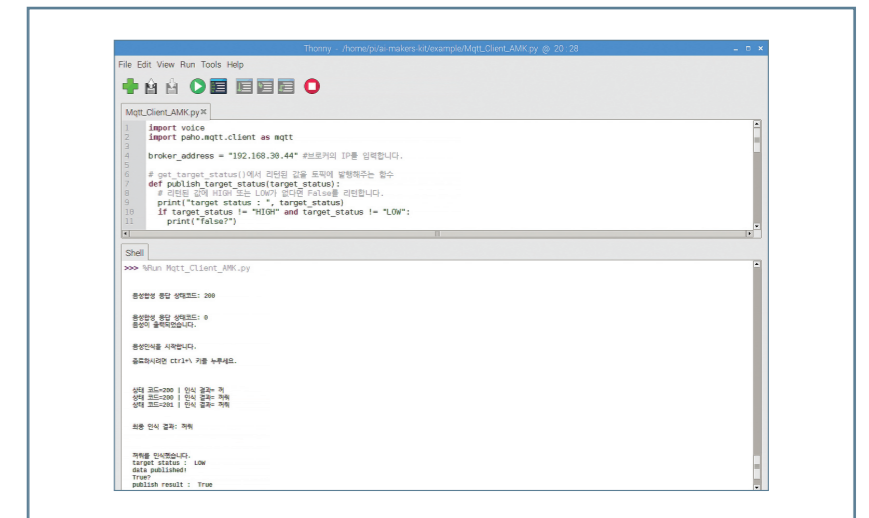 Thonny - /home/pi/ai-makers-kit/example/Mqtt_Client_AMK.py @ 20 : 28
File Edit View Run Tools Help
Mqtt_Client_AMK.py
1 import voice
2 import paho.mqtt.client as mqtt
3
4 broker_address = "192.168.30.44" #브로커의 IP를 입력합니다.
5
6 # get_target_status()에서 리턴된 값을 토픽에 발행해주는 함수
7 def publish_target_status(target_status):
8 # 리턴된 값에 HIGH 또는 LOW가 없다면 False를 리턴합니다.
9 print("target status : ", target_status)
10 if target_status != "HIGH" and target_status != "LOW":
11 print("false?")
Shell
>>> %Run Mqtt_Client_AMK.py
음성합성 응답 상태코드: 200
음성합성 응답 상태코드: 0
음성이 출력되었습니다.
음성인식을 시작합니다.
종료하시려면 Ctrl+\ 키를 누루세요.
상태 코드=200 | 인식 결과= 꺼
상태 코드=200 | 인식 결과= 꺼줘
상태 코드=201 | 인식 결과= 꺼줘
최종 인식 결과: 꺼줘
꺼줘를 인식했습니다.
target status : LOW
data published!
True?
publish result : True